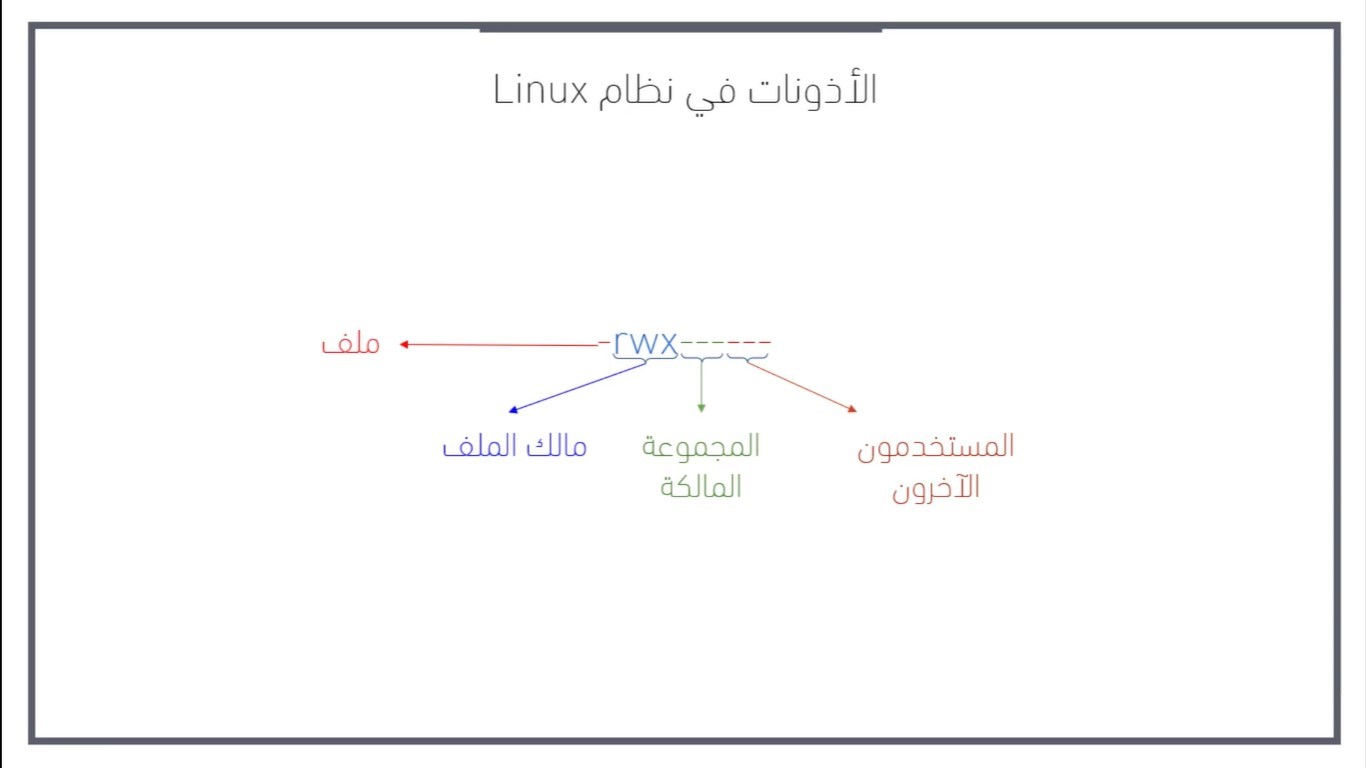 الأذونات في نظام Linux
ملف
-rwx------
مالك الملف
المجموعة
المالكة
المستخدمون
الآخرون